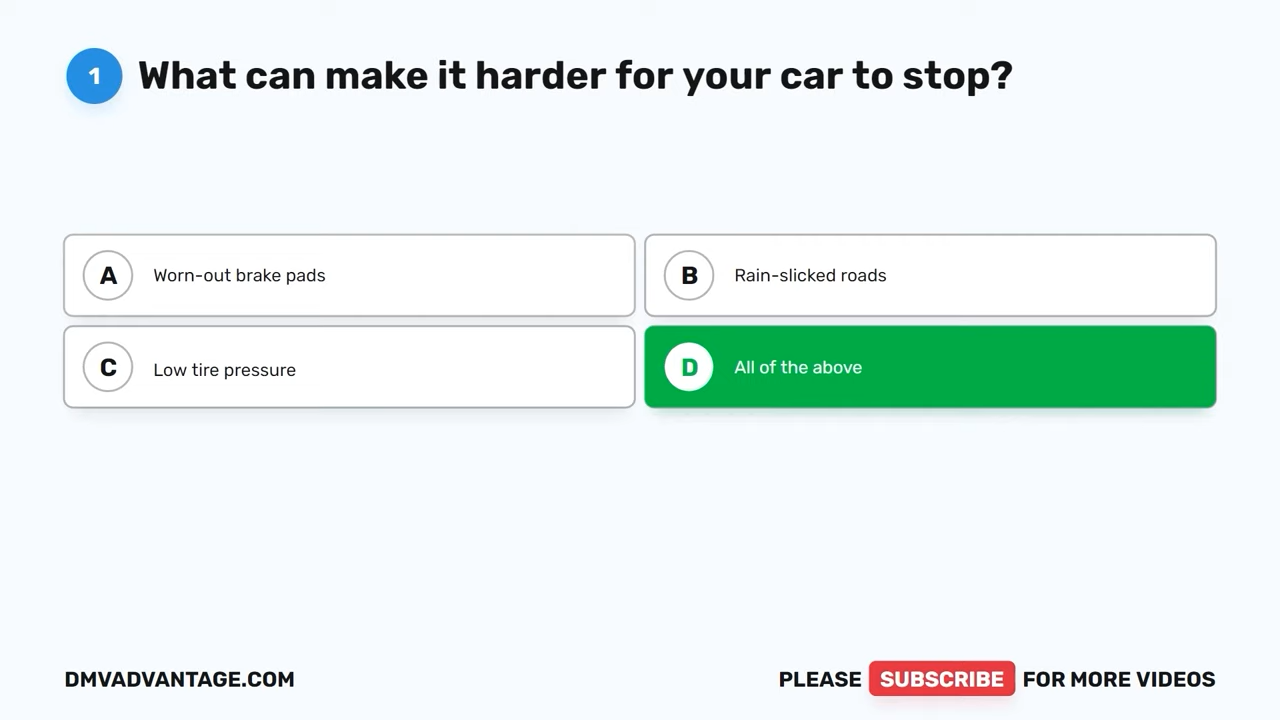 1 What can make it harder for your car to stop?
A Worn-out brake pads
B Rain-slicked roads
C Low tire pressure
D All of the above
DMVADVANTAGE.COM
PLEASE SUBSCRIBE FOR MORE VIDEOS